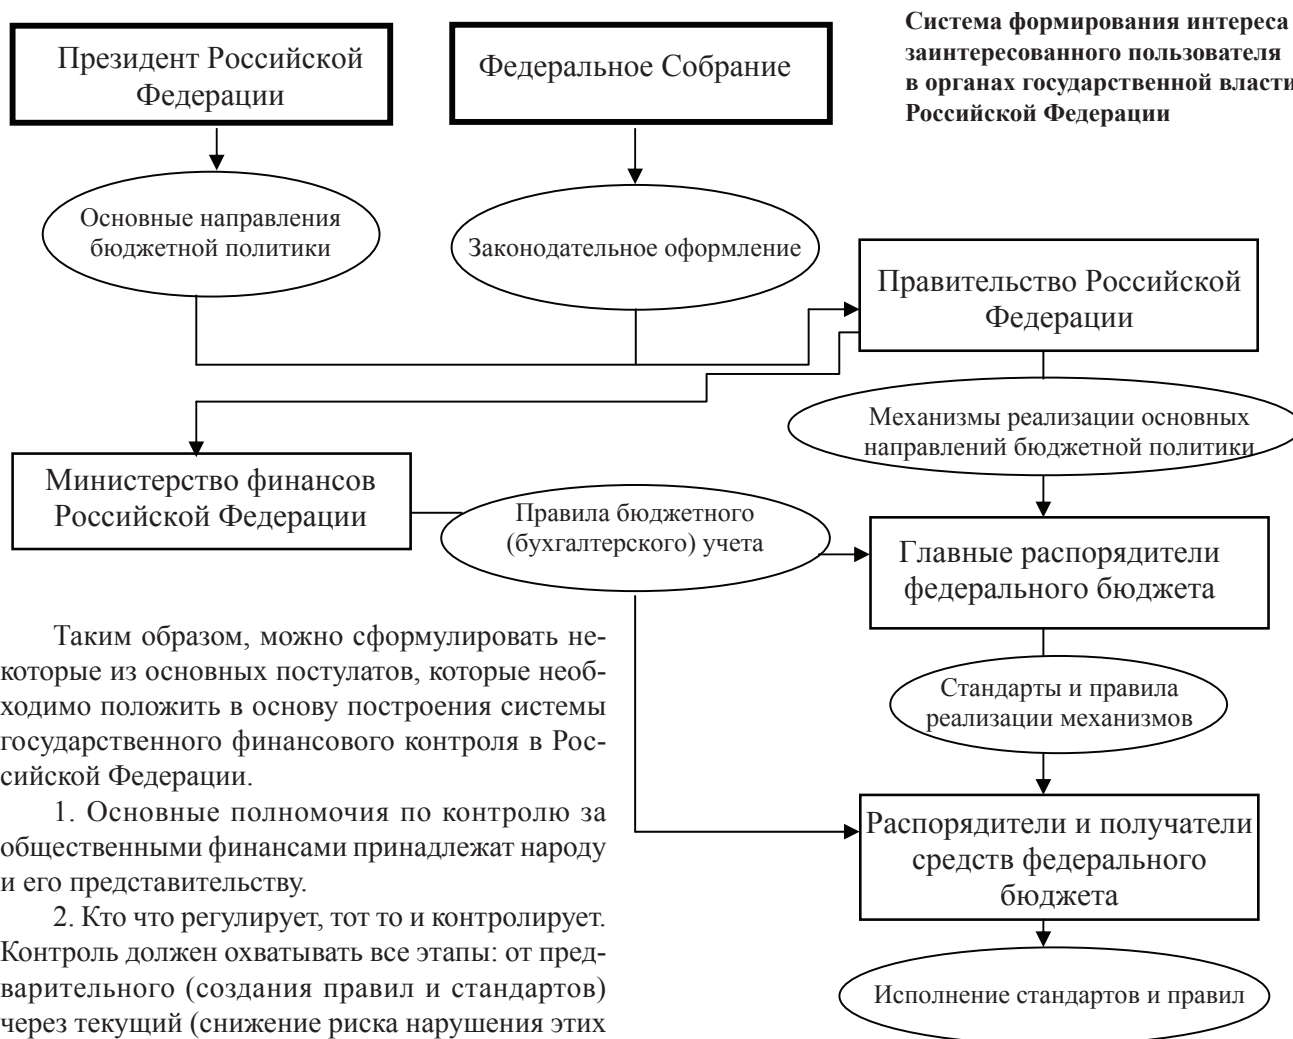 Система формирования интереса
заинтересованного пользователя
в органах государственной власти
Российской Федерации
Президент Российской
Федерации
Федеральное Собрание
Основные направления
бюджетной политики
Законодательное оформление
Правительство Российской
Федерации
Механизмы реализации основных
направлений бюджетной политики
Министерство финансов
Российской Федерации
Правила бюджетного
(бухгалтерского) учета
Главные распорядители
федерального бюджета
Стандарты и правила
реализации механизмов
Распорядители и получатели
средств федерального
бюджета
Исполнение стандартов и правил
Таким образом, можно сформулировать не-
которые из основных постулатов, которые необ-
ходимо положить в основу построения системы
государственного финансового контроля в Рос-
сийской Федерации.
1. Основные полномочия по контролю за
общественными финансами принадлежат народу
и его представительству.
2. Кто что регулирует, тот то и контролирует.
Контроль должен охватывать все этапы: от пред-
варительного (создания правил и стандартов)
через текущий (снижение риска нарушения этих